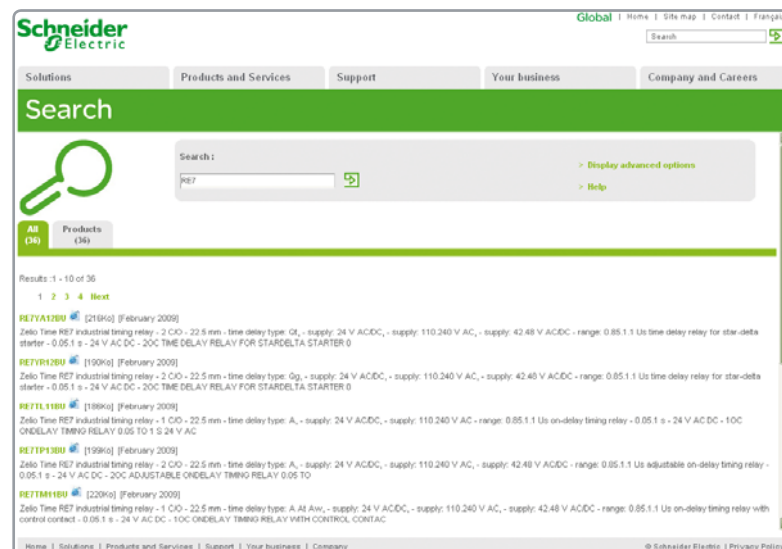 Schneider
Electric
Global | Home | Site map | Contact | Françai
Search
Solutions
Products and Services
Support
Your business
Company and Careers
Search
Search :
RE7
> Display advanced options
> Help
All
(36)
Products
(36)
Results :1 - 10 of 36
1 2 3 4 Next
RE7YA12BU [216Ko] [February 2009]
Zelio Time RE7 industrial timing relay - 2 C/O - 22.5 mm - time delay type: Qt, - supply: 24 V AC/DC, - supply: 110.240 V AC, - supply: 42.48 V AC/DC - range: 0.85.1.1 Us time delay relay for star-delta
starter - 0.05.1 s - 24 V AC DC - 2OC TIME DELAY RELAY FOR STARDELTA STARTER 0
RE7YR12BU [190Ko] [February 2009]
Zelio Time RE7 industrial timing relay - 2 C/O - 22.5 mm - time delay type: Qg, - supply: 24 V AC/DC, - supply: 110.240 V AC, - supply: 42.48 V AC/DC - range: 0.85.1.1 Us time delay relay for star-delta
starter - 0.05.1 s - 24 V AC DC - 2OC TIME DELAY RELAY FOR STARDELTA STARTER 0
RE7TL11BU [186Ko] [February 2009]
Zelio Time RE7 industrial timing relay - 1 C/O - 22.5 mm - time delay type: A, - supply: 24 V AC/DC, - supply: 110.240 V AC - range: 0.85.1.1 Us on-delay timing relay - 0.05.1 s - 24 V AC DC - 1OC
ONDELAY TIMING RELAY 0.05 TO 1 S 24 V AC
RE7TP13BU [199Ko] [February 2009]
Zelio Time RE7 industrial timing relay - 2 C/O - 22.5 mm - time delay type: A, - supply: 24 V AC/DC, - supply: 110.240 V AC, - supply: 42.48 V AC/DC - range: 0.85.1.1 Us adjustable on-delay timing relay -
0.05.1 s - 24 V AC DC - 2OC ADJUSTABLE ONDELAY TIMING RELAY 0.05 TO
RE7TM11BU [220Ko] [February 2009]
Zelio Time RE7 industrial timing relay - 1 C/O - 22.5 mm - time delay type: A At Aw, - supply: 24 V AC/DC, - supply: 110.240 V AC, - supply: 42.48 V AC/DC - range: 0.85.1.1 Us on-delay timing relay with
control contact - 0.05.1 s - 24 V AC DC - 1OC ONDELAY TIMING RELAY WITH CONTROL CONTAC
Home | Solutions | Products and Services | Support | Your business | Company
© Schneider Electric | Privacy Polic